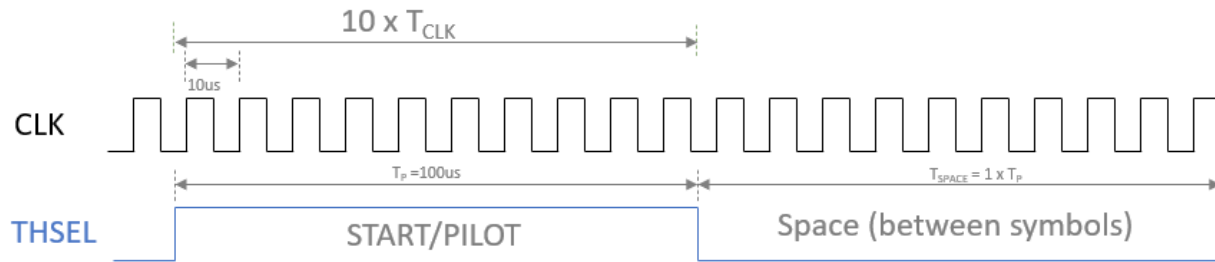 10 x TCLK
10us
CLK
TP =100us
TSPACE = 1 x TP
THSEL
START/PILOT
Space (between symbols)